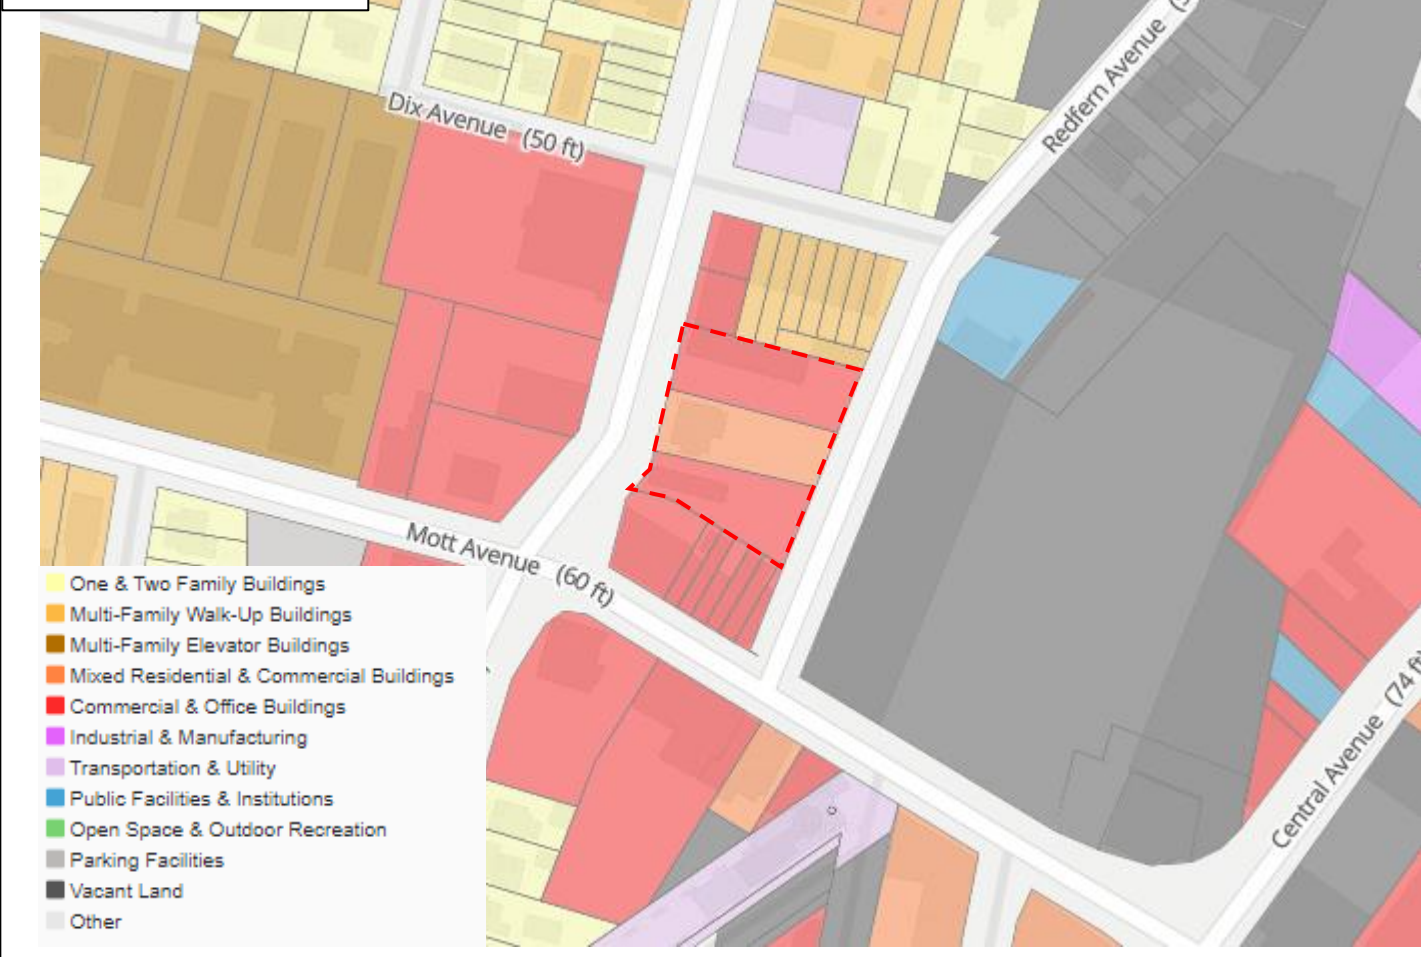 Redfern Avenue
Dix Avenue (50 ft)
Mott Avenue (60 ft)
Central Avenue (74 ft)
One & Two Family Buildings
Multi-Family Walk-Up Buildings
Multi-Family Elevator Buildings
Mixed Residential & Commercial Buildings
Commercial & Office Buildings
Industrial & Manufacturing
Transportation & Utility
Public Facilities & Institutions
Open Space & Outdoor Recreation
Parking Facilities
Vacant Land
Other